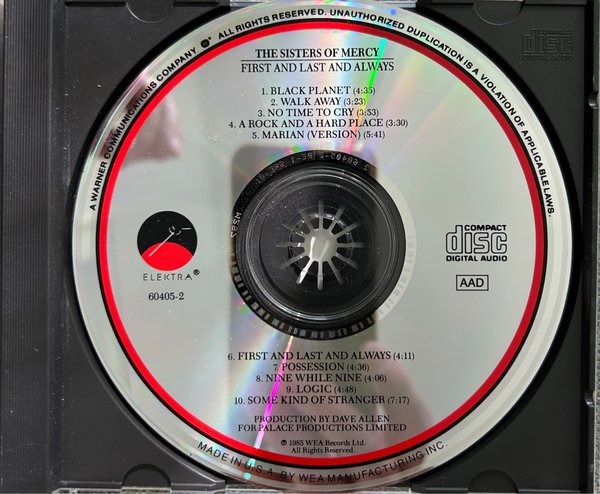 A WARNER COMMUNICATIONS COMPANY ALL RIGHTS RESERVED. UNAUTHORIZED DUPLICATION IS A VIOLATION OF APPLICABLE LAWS.
COMPACT
disc
DIGITAL AUDIO
THE SISTERS OF MERCY
FIRST AND LAST AND ALWAYS
1. BLACK PLANET (4:35)
2. WALK AWAY (3:23)
3. NO TIME TO CRY (3:53)
4. A ROCK AND A HARD PLACE (3:30)
5. MARIAN (VERSION) (5:41)
ELEKTRA®
60405-2
COMPACT
disc
DIGITAL AUDIO
AAD
6. FIRST AND LAST AND ALWAYS (4:11)
7. POSSESSION (4:36)
8. NINE WHILE NINE (4:06)
9. LOGIC (4:48)
10. SOME KIND OF STRANGER (7:17)
PRODUCTION BY DAVE ALLEN
FOR PALACE PRODUCTIONS LIMITED
℗ 1985 WEA Records Ltd.
All Rights Reserved.
MADE IN U.S.A. BY WEA MANUFACTURING INC.